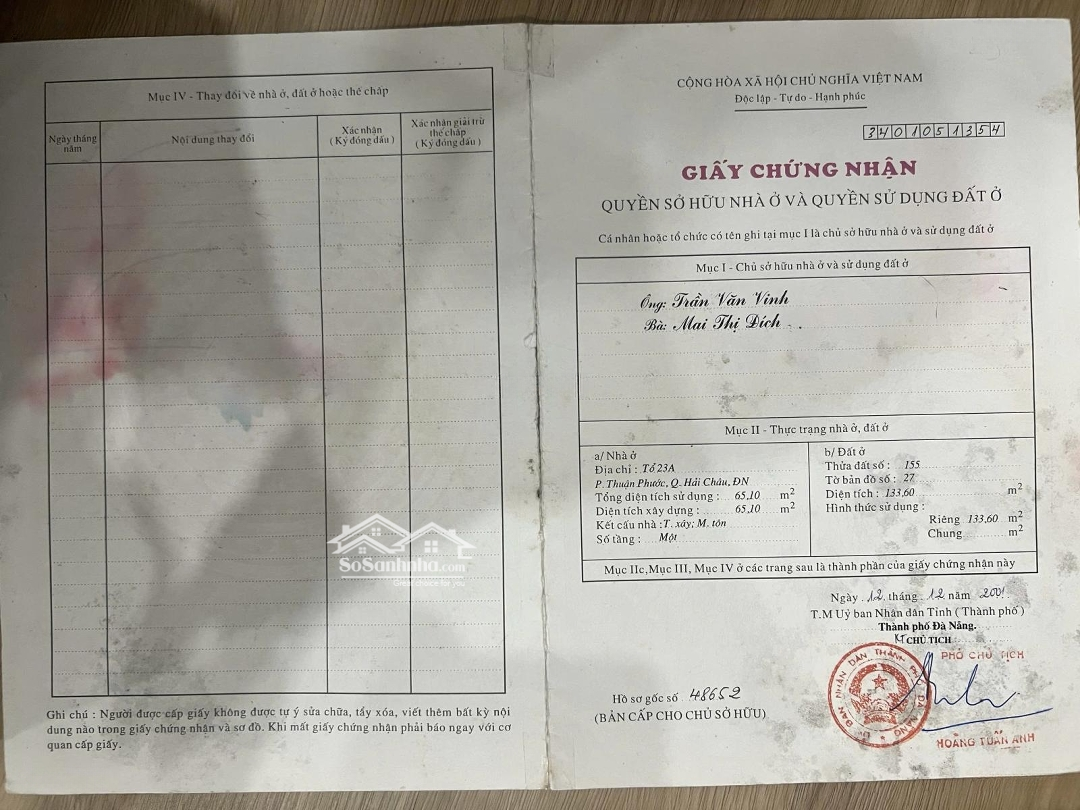 Mục IV - Thay đổi về nhà ở, đất ở hoặc thế chấp
Ngày tháng năm
Nội dung thay đổi
Xác nhận
( Ký đóng dấu )
Xác nhận giải trừ
thế chấp
( Ký đóng dấu )
Ghi chú : Người được cấp giấy không được tự ý sửa chữa, tẩy xóa, viết thêm bất kỳ nội
dung nào trong giấy chứng nhận và sơ đồ. Khi mất giấy chứng nhận phải báo ngay với cơ
quan cấp giấy.
SoSanhnha.com
CỘNG HÒA XÃ HỘI CHỦ NGHĨA VIỆT NAM
Độc lập - Tự do - Hạnh phúc
3401051354
GIẤY CHỨNG NHẬN
QUYỀN SỞ HỮU NHÀ Ở VÀ QUYỀN SỬ DỤNG ĐẤT Ở
Cá nhân hoặc tổ chức có tên ghi tại mục I là chủ sở hữu nhà ở và sử dụng đất ở
Mục I - Chủ sở hữu nhà ở và sử dụng đất ở
Ông: Trần Văn Vinh
Bà: Mai Thị Đích
Mục II - Thực trạng nhà ở, đất ở
a/ Nhà ở
Địa chỉ : Tổ 23A
P. Thuận Phước, Q. Hải Châu, ĐN
Tổng diện tích sử dụng : 65,10 m2
Diện tích xây dựng : 65,10 m2
Kết cấu nhà : T. xây; M. tôn
Số tầng : Một
b/ Đất ở
Thửa đất số : 155
Tờ bản đồ số : 27
Diện tích : 133,60 m2
Hình thức sử dụng :
Riêng 133,60 m2
Chung m2
Mục IIc, Mục III, Mục IV ở các trang sau là thành phần của giấy chứng nhận này
Ngày 12 tháng 12 năm 2001
T.M Uỷ ban Nhân dân Tỉnh ( Thành phố )
Thành phố Đà Nẵng.
KT CHỦ TỊCH
PHÓ CHỦ TỊCH
HOÀNG TUẤN ANH
Hồ sơ gốc số 48652
(BẢN CẤP CHO CHỦ SỞ HỮU)